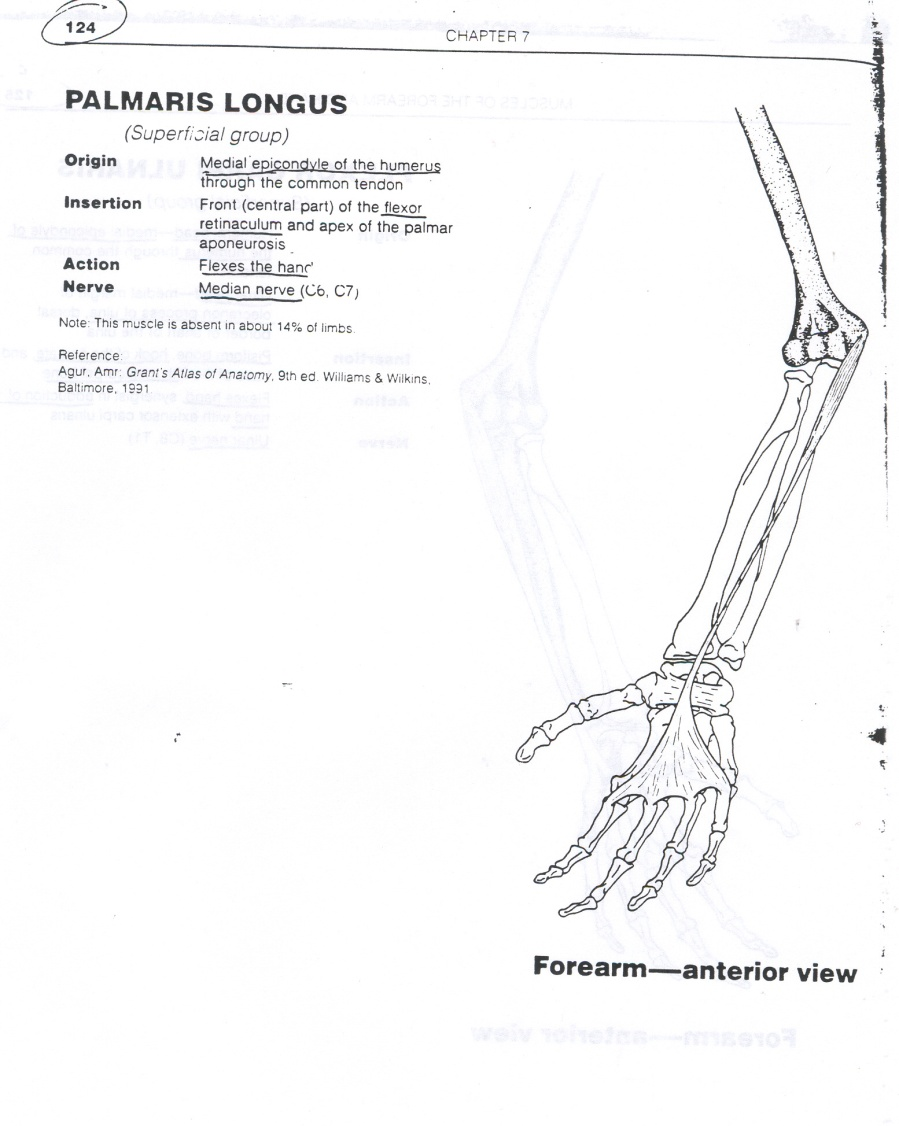 124
CHAPTER 7
PALMARIS LONGUS
(Superficial group)
Origin Medial epicondyle of the humerus
through the common tendon
Insertion Front (central part) of the flexor
retinaculum and apex of the palmar
aponeurosis
Action Flexes the hand
Nerve Median nerve (C6, C7)
Note: This muscle is absent in about 14% of limbs.
Reference:
Agur, Amr: Grant's Atlas of Anatomy, 9th ed. Williams & Wilkins,
Baltimore, 1991
Forearm—anterior view